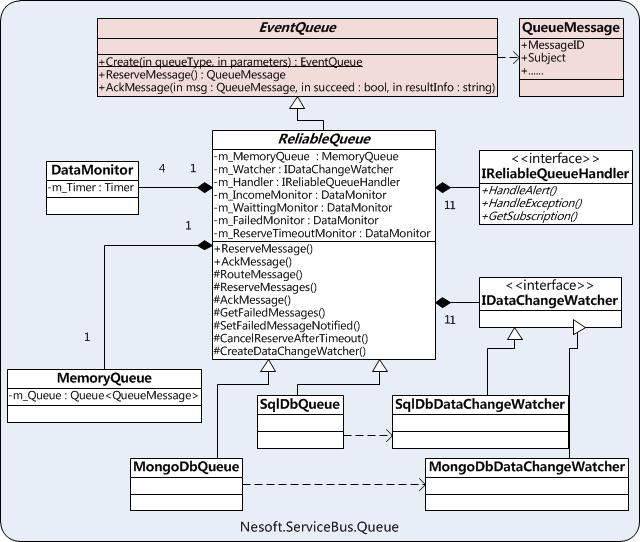 EventQueue
+Create(in queueType, in parameters) : EventQueue
+ReserveMessage() : QueueMessage
+AckMessage(in msg : QueueMessage, in succeed : bool, in resultInfo : string)
QueueMessage
+MessageID
+Subject
+......
ReliableQueue
-m_MemoryQueue : MemoryQueue
-m_Watcher : IDataChangeWatcher
-m_Handler : IReliableQueueHandler
-m_IncomeMonitor : DataMonitor
-m_WaittingMonitor : DataMonitor
-m_FailedMonitor : DataMonitor
-m_ReserveTimeoutMonitor : DataMonitor
+ReserveMessage()
+AckMessage()
#RouteMessage()
#ReserveMessages()
#AckMessage()
#GetFailedMessages()
#SetFailedMessageNotified()
#CancelReserveAfterTimeout()
#CreateDataChangeWatcher()
DataMonitor
-m_Timer : Timer
4
1
1
1
<<interface>>
IReliableQueueHandler
+HandleAlert()
+HandleException()
+GetSubscription()
11
<<interface>>
IDataChangeWatcher
11
MemoryQueue
-m_Queue : Queue<QueueMessage>
SqlDbQueue
SqlDbDataChangeWatcher
MongoDbQueue
MongoDbDataChangeWatcher
Nesoft.ServiceBus.Queue